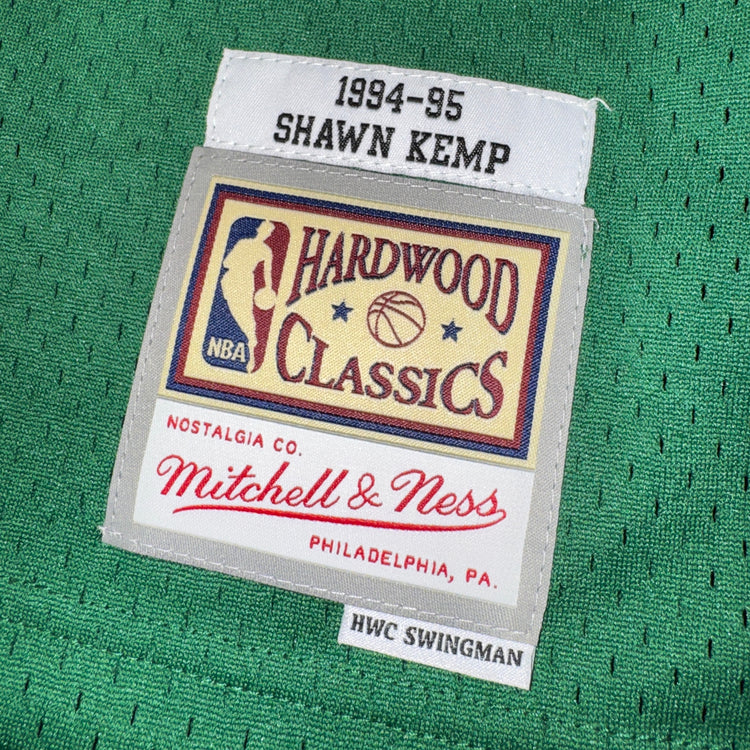 1994-95
SHAWN KEMP
HARDWOOD
CLASSICS
NBA
NOSTALGIA CO.
Mitchell & Ness
PHILADELPHIA, PA.
HWC SWINGMAN